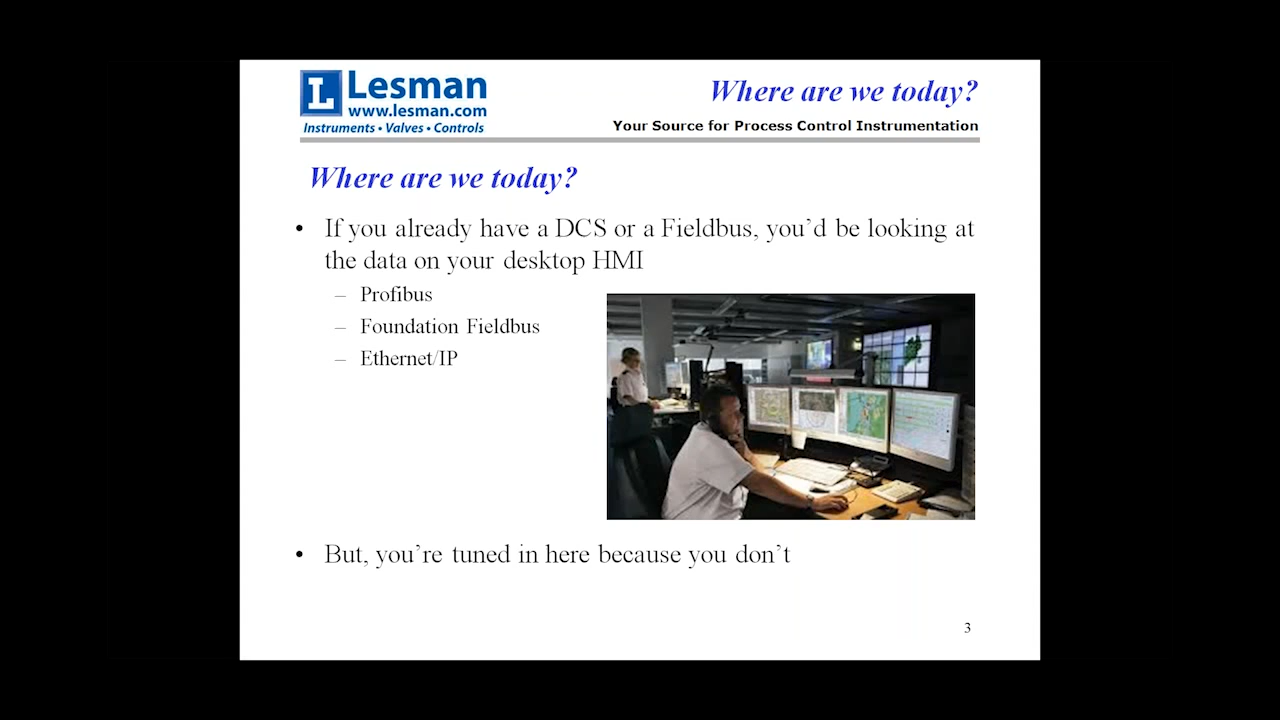 L Lesman
www.lesman.com
Instruments • Valves • Controls
Where are we today?
Your Source for Process Control Instrumentation
Where are we today?
• If you already have a DCS or a Fieldbus, you’d be looking at
the data on your desktop HMI
– Profibus
– Foundation Fieldbus
– Ethernet/IP
• But, you’re tuned in here because you don’t
3